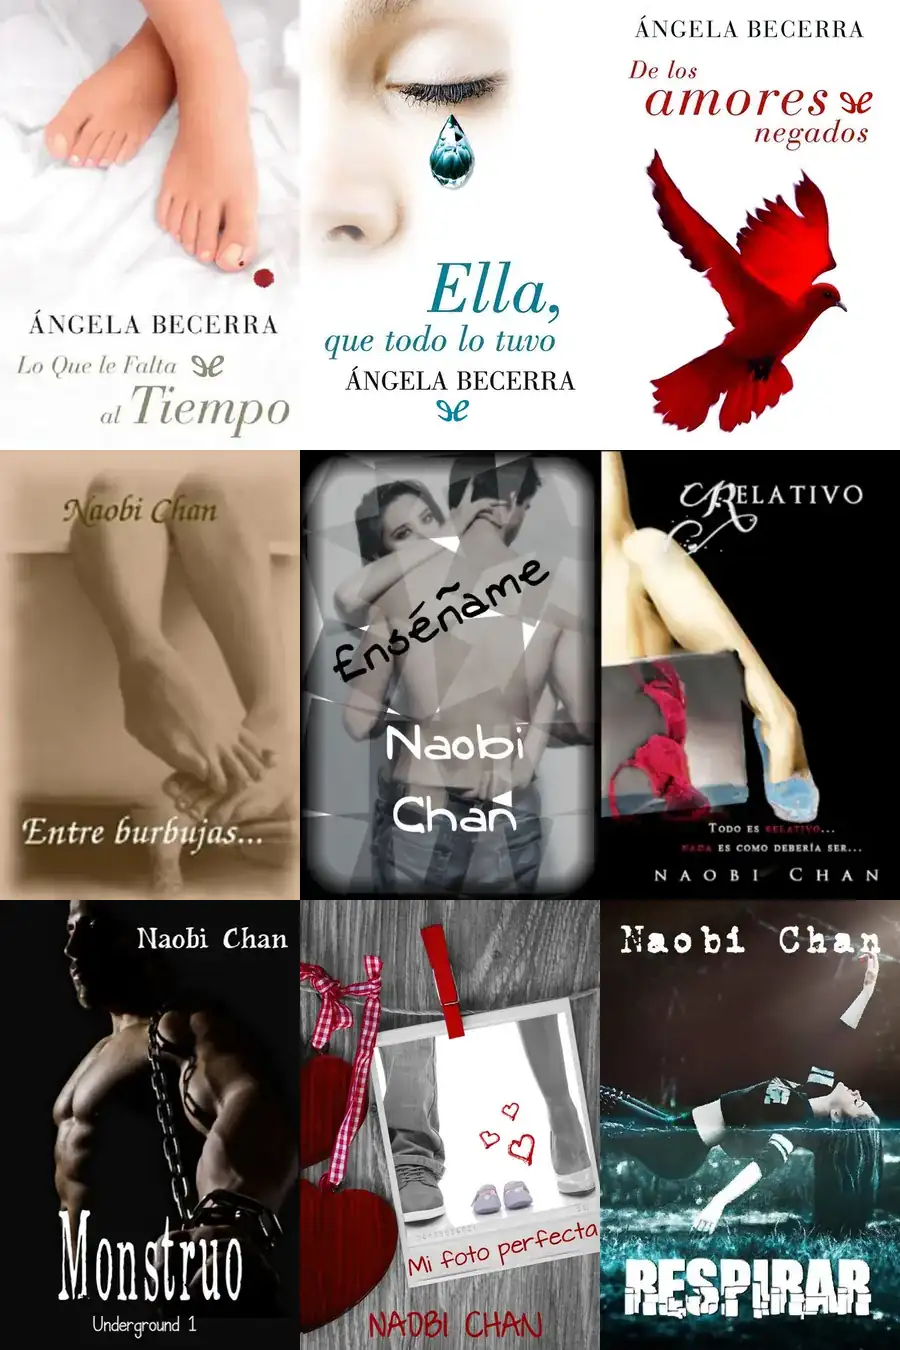 ÁNGELA BECERRA
Lo Que le Falta
al Tiempo
Ella,
que todo lo tuvo
ÁNGELA BECERRA
ÁNGELA BECERRA
De los
amores
negados
Naobi Chan
Entre burbujas...
Enséñame
Naobi
Chan
RELATIVO
TODO ES RELATIVO...
NADA ES COMO DEBERÍA SER...
NAOBI CHAN
Naobi Chan
Monstruo
Underground 1
Mi foto perfecta
NAOBI CHAN
Naobi Chan
RESPIRAR